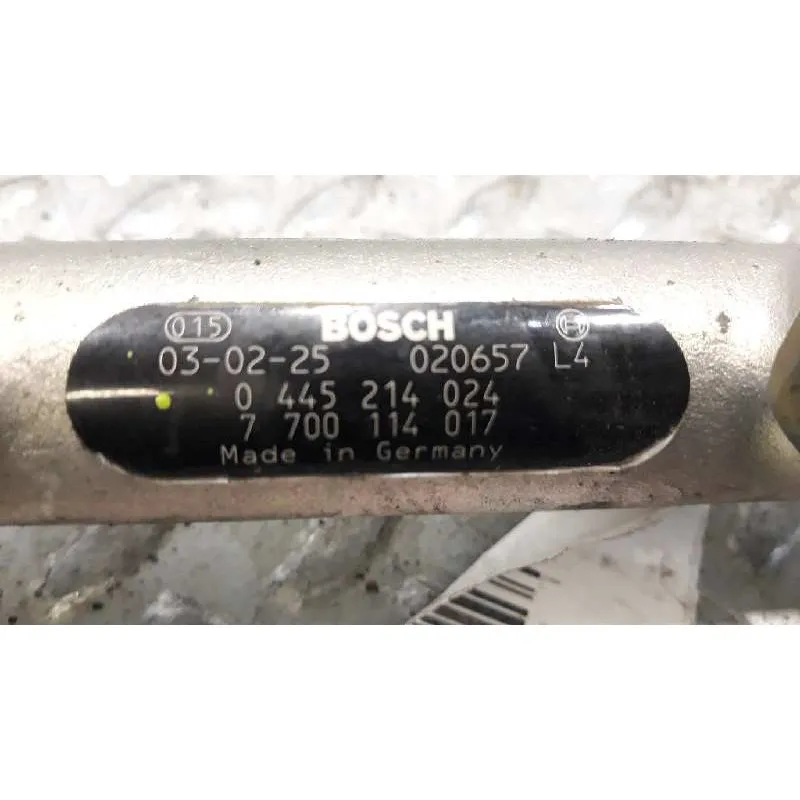 015 BOSCH
03-02-25 020657 L4
0 445 214 024
7 700 114 017
Made in Germany